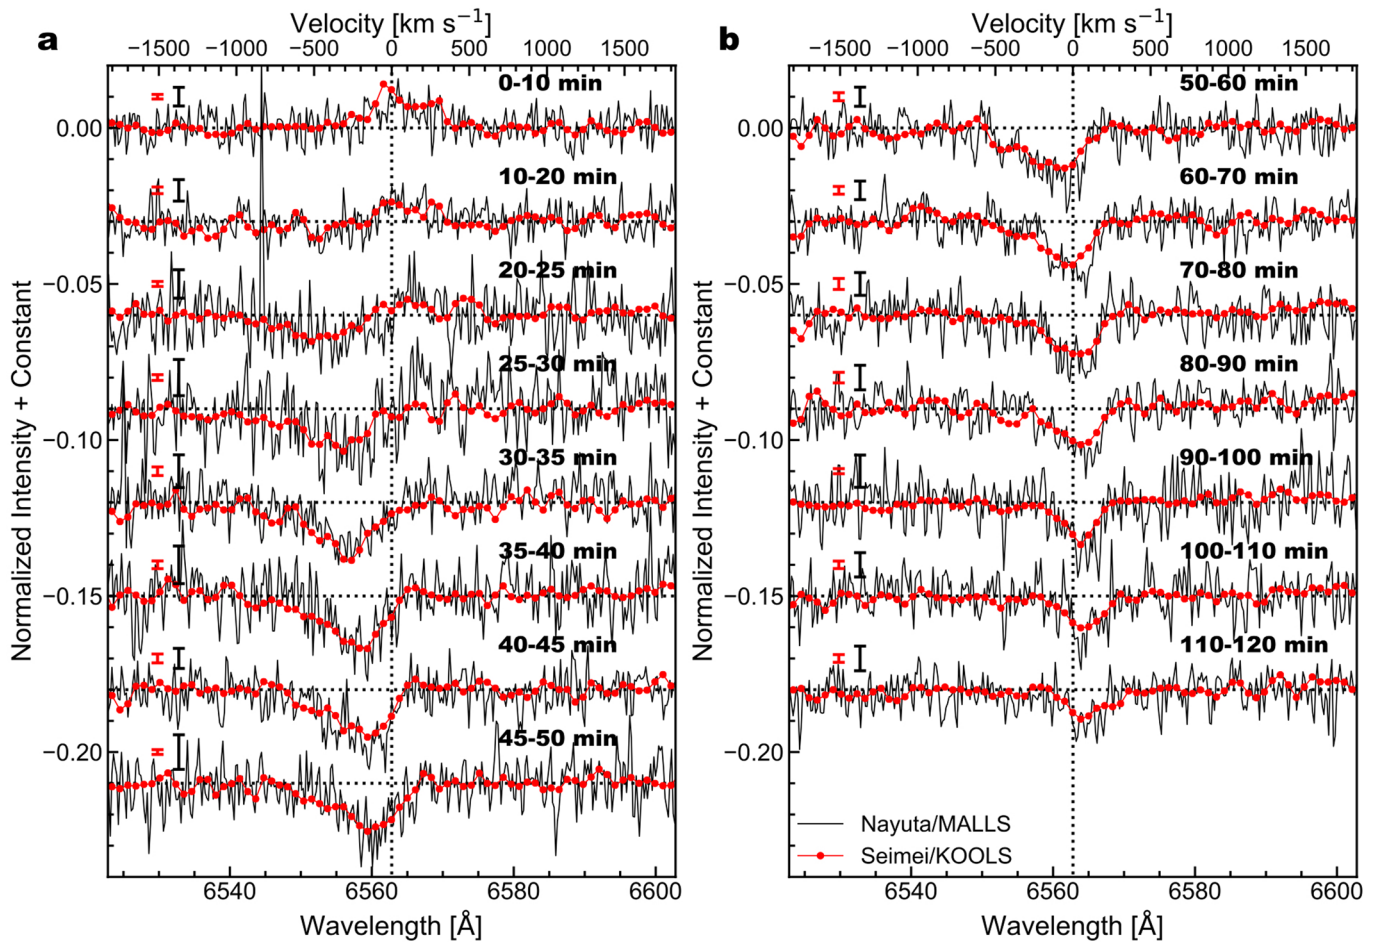 a
Velocity [km s⁻¹]
−1500 −1000 −500 0 500 1000 1500
0-10 min
0.00
10-20 min
−0.05
20-25 min
25-30 min
−0.10
30-35 min
35-40 min
−0.15
40-45 min
−0.20
45-50 min
Normalized Intensity + Constant
6540 6560 6580 6600
Wavelength [Å]
b
Velocity [km s⁻¹]
−1500 −1000 −500 0 500 1000 1500
50-60 min
0.00
60-70 min
−0.05
70-80 min
80-90 min
−0.10
90-100 min
100-110 min
−0.15
110-120 min
−0.20
Normalized Intensity + Constant
Nayuta/MALLS
Seimei/KOOLS
6540 6560 6580 6600
Wavelength [Å]